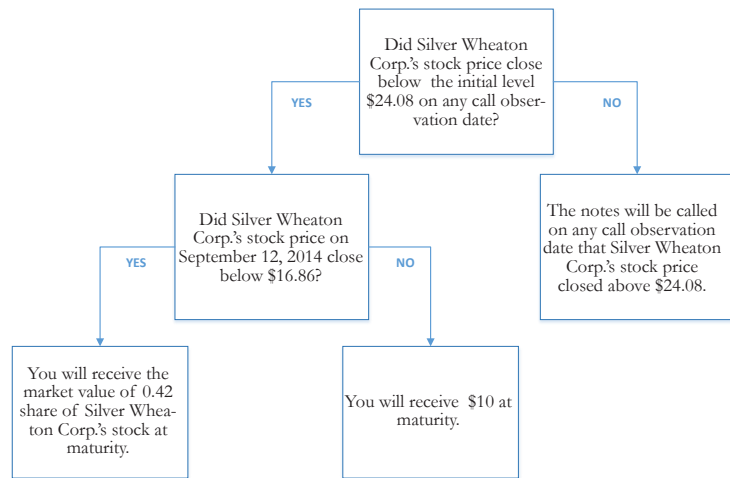 Did Silver Wheaton
Corp.'s stock price close
below the initial level
$24.08 on any call obser-
vation date?
YES
NO
Did Silver Wheaton
Corp.'s stock price on
September 12, 2014 close
below $16.86?
The notes will be called
on any call observation
date that Silver Wheaton
Corp.'s stock price
closed above $24.08.
YES
NO
You will receive the
market value of 0.42
share of Silver Whea-
ton Corp.'s stock at
maturity.
You will receive $10 at
maturity.